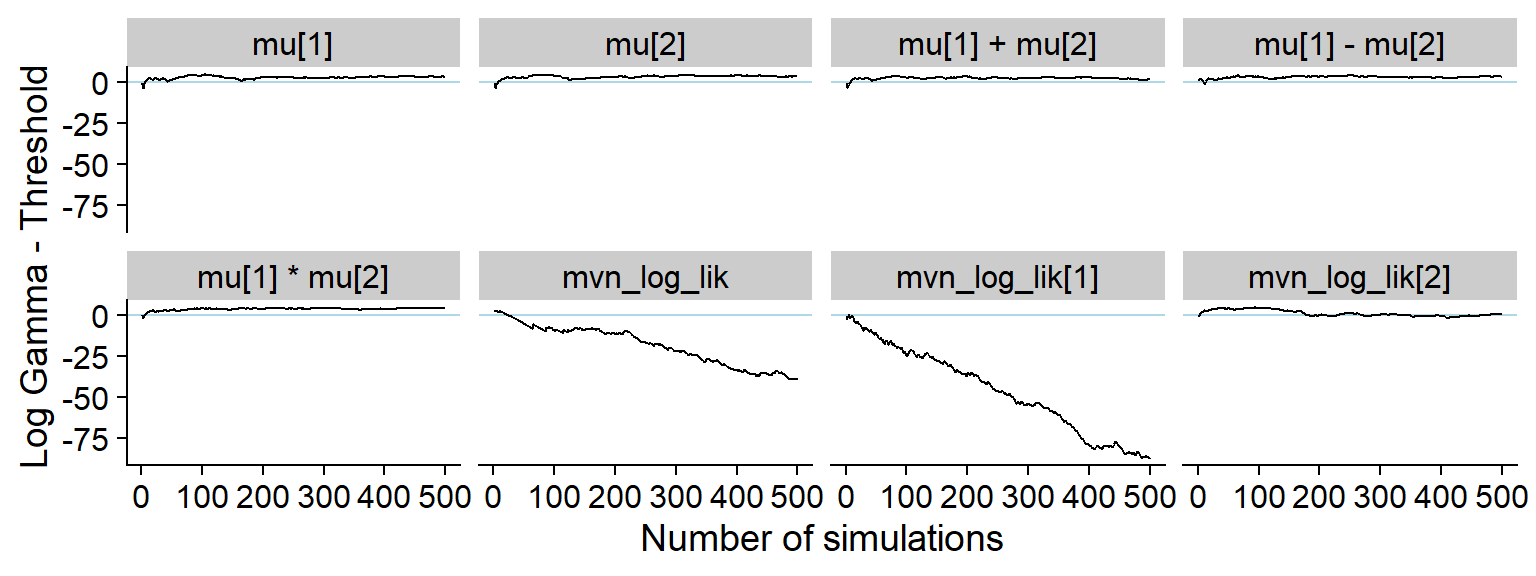 mu[1] mu[2] mu[1] + mu[2] mu[1] - mu[2]
0
-25
-50
-75
mu[1] * mu[2] mvn_log_lik mvn_log_lik[1] mvn_log_lik[2]
0
-25
-50
-75
0 100 200 300 400 500 0 100 200 300 400 500 0 100 200 300 400 500 0 100 200 300 400 500
Number of simulations
Log Gamma - Threshold